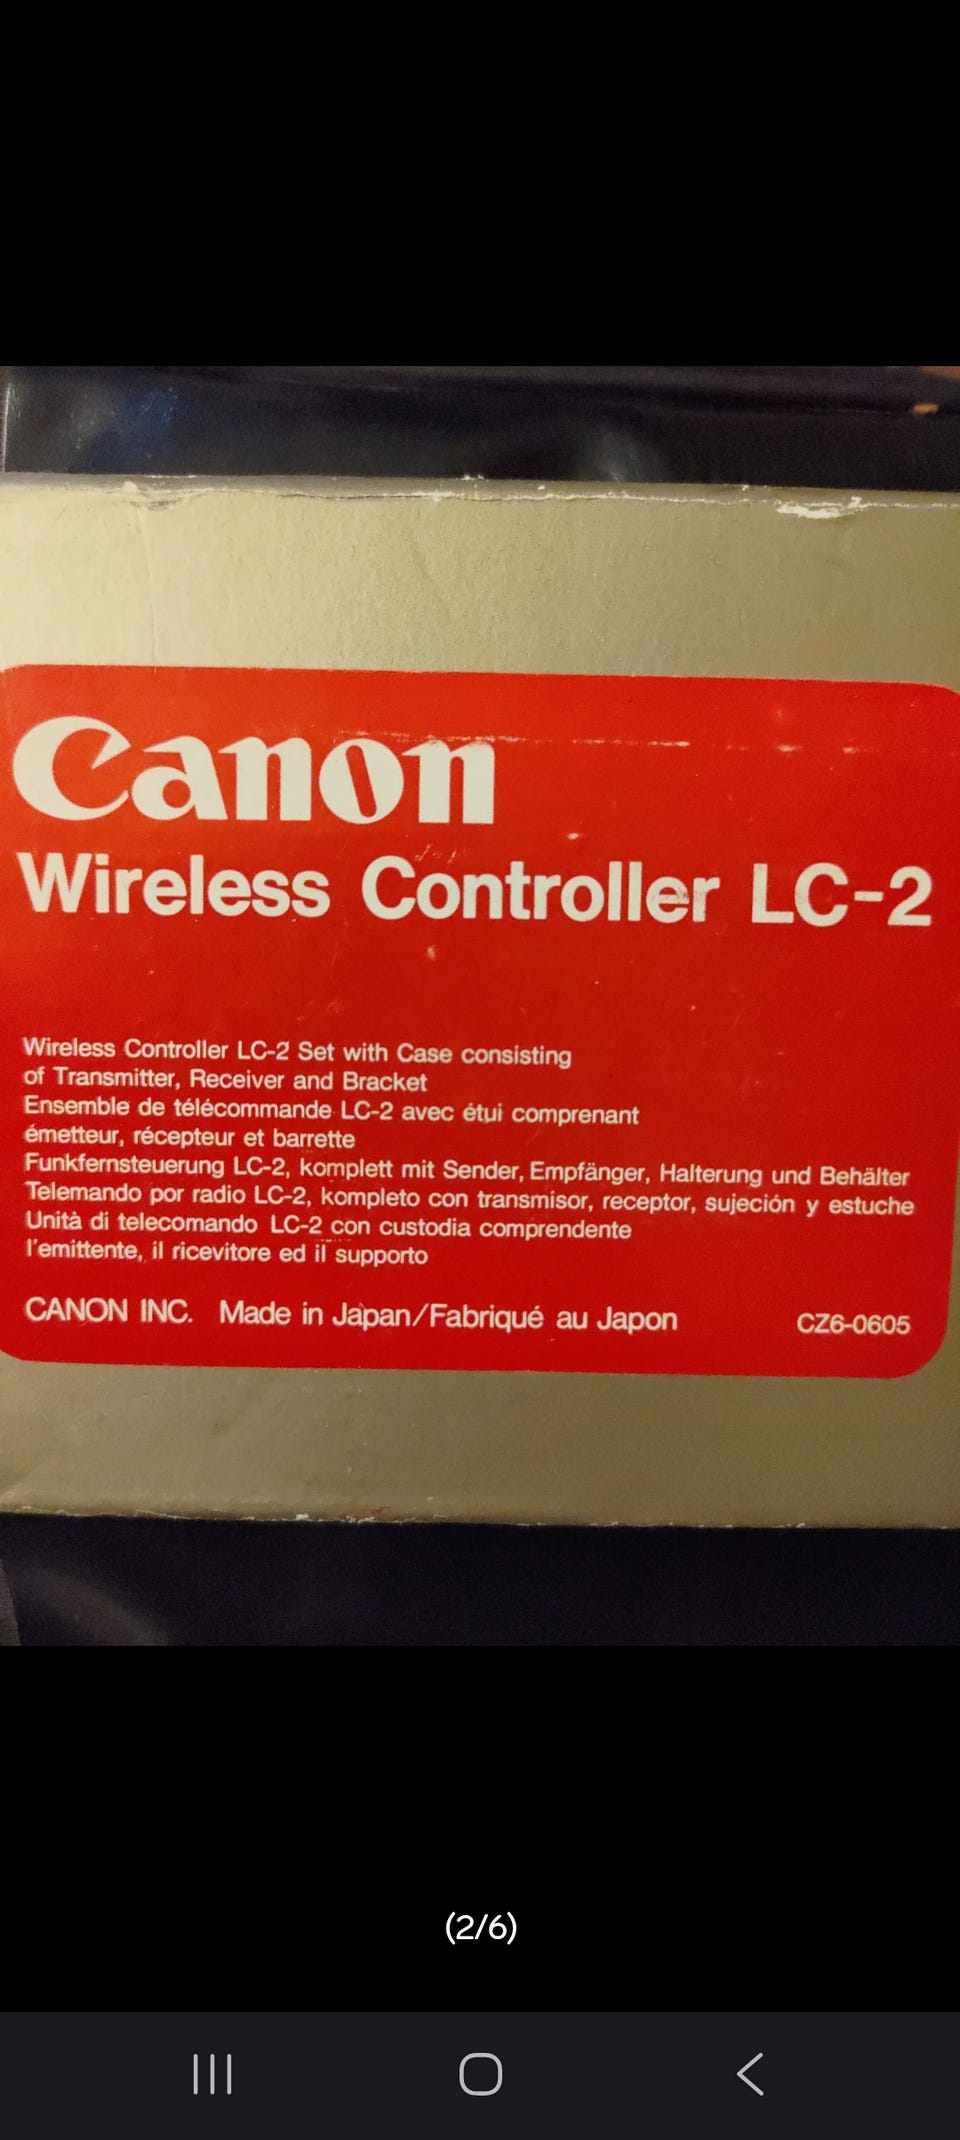 Canon
Wireless Controller LC-2
Wireless Controller LC-2 Set with Case consisting
of Transmitter, Receiver and Bracket
Ensemble de télécommande LC-2 avec étui comprenant
émetteur, récepteur et barrette
Funkfernsteuerung LC-2, komplett mit Sender, Empfänger, Halterung und Behälter
Telemando por radio LC-2, kompleto con transmisor, receptor, sujeción y estuche
Unità di telecomando LC-2 con custodia comprendente
l'emittente, il ricevitore ed il supporto
CANON INC. Made in Japan/Fabriqué au Japon CZ6-0605
(2/6)